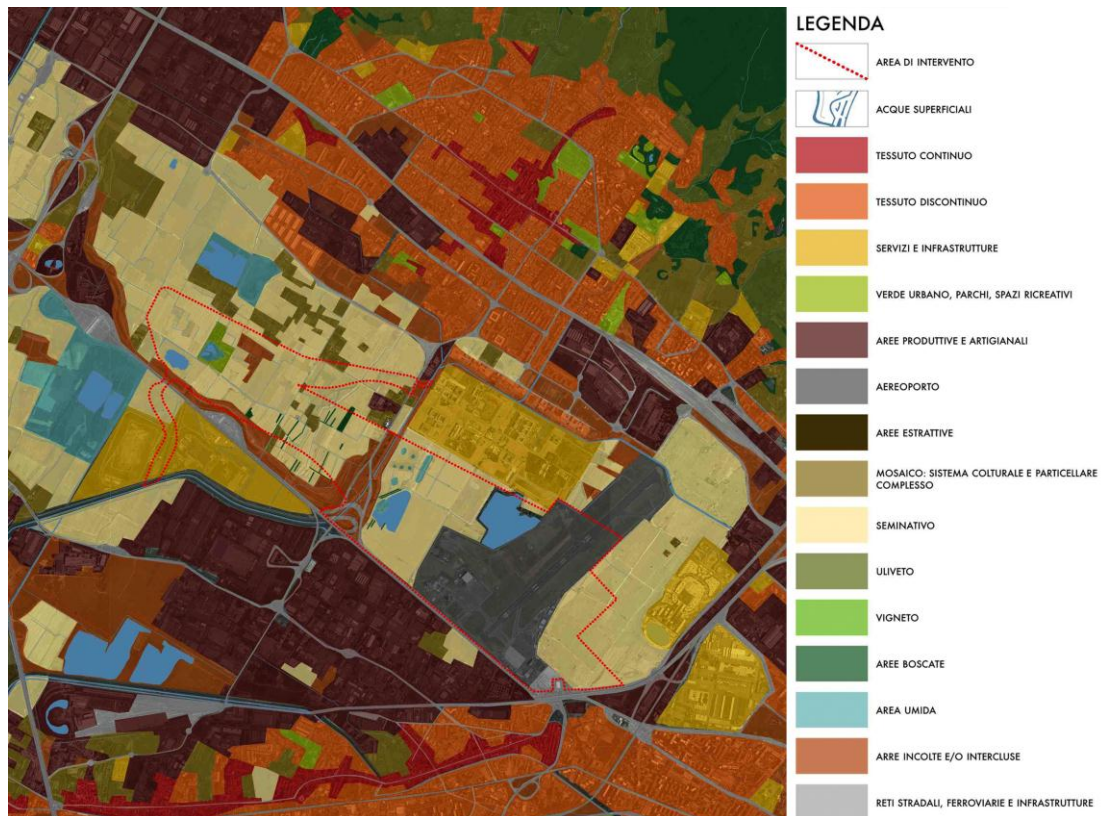 LEGENDA
AREA DI INTERVENTO
ACQUE SUPERFICIALI
TESSUTO CONTINUO
TESSUTO DISCONTINUO
SERVIZI E INFRASTRUTTURE
VERDE URBANO, PARCHI, SPAZI RICREATIVI
AREE PRODUTTIVE E ARTIGIANALI
AEREOPORTO
AREE ESTRATTIVE
MOSAICO: SISTEMA COLTURALE E PARTICELLARE
COMPLESSO
SEMINATIVO
ULIVETO
VIGNETO
AREE BOSCATE
AREA UMIDA
ARRE INCOLTE E/O INTERCLUSE
RETI STRADALI, FERROVIARIE E INFRASTRUTTURE